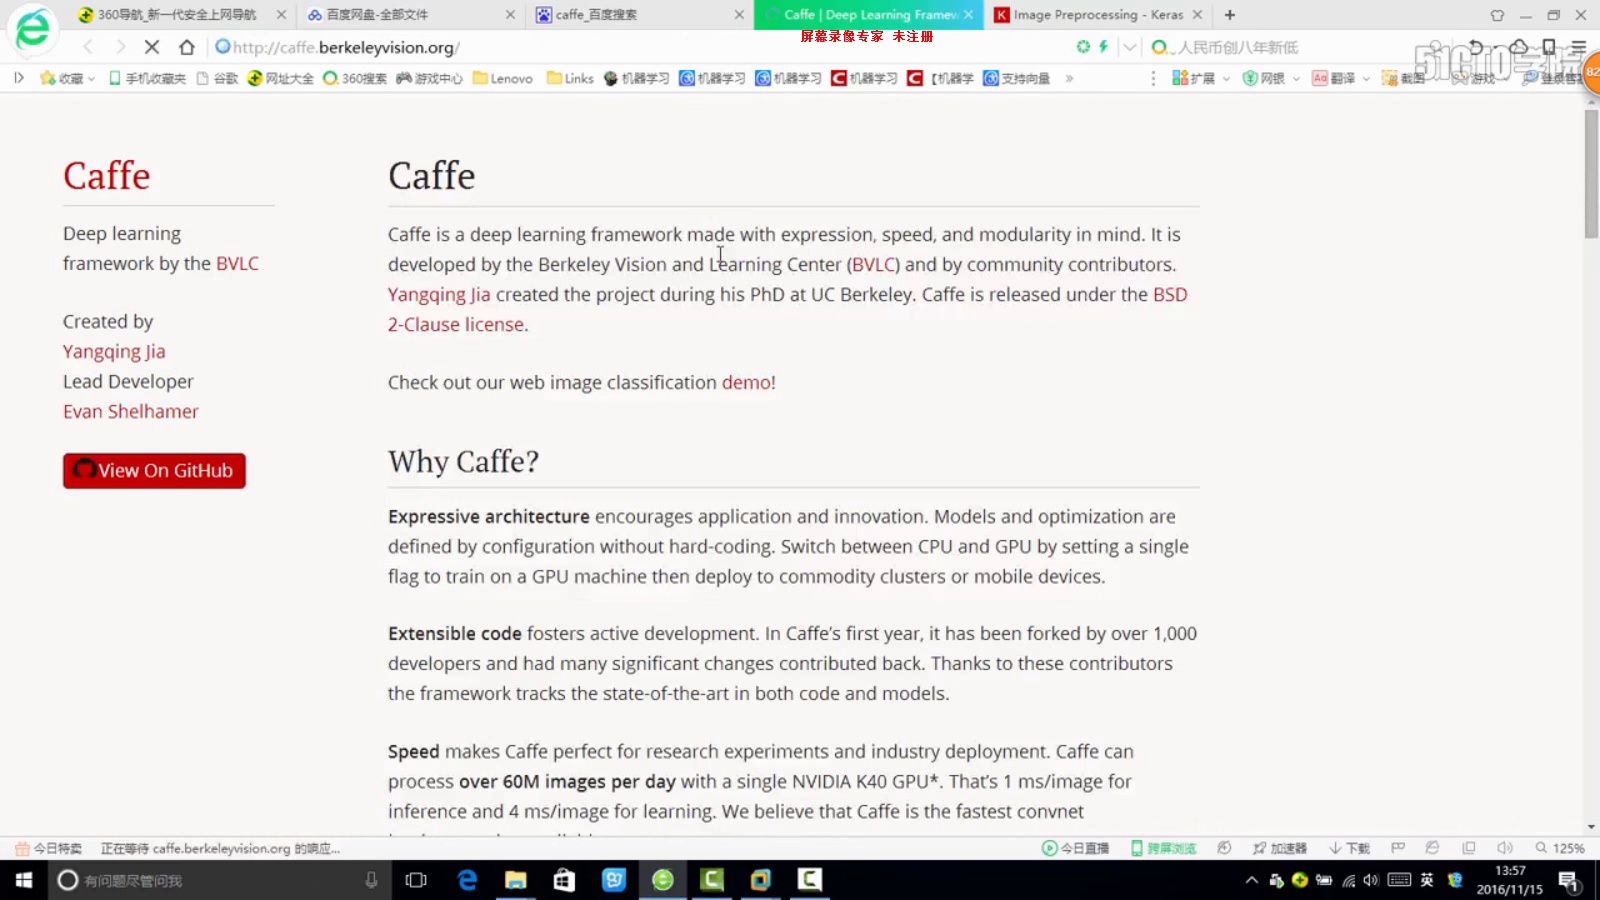 360导航_新一代安全上网导航
百度网盘-全部文件
caffe_百度搜索
Caffe | Deep Learning Framew
Image Preprocessing - Keras
屏幕录像专家 未注册
http://caffe.berkeleyvision.org/
人民币创八年新低
51CTO学院
收藏 手机收藏夹 谷歌 网址大全 360搜索 游戏中心 Lenovo Links 机器学习 机器学习 机器学习 机器学习 【机器学 支持向量 » 扩展 网银 翻译 截图 游戏
82
Caffe
Deep learning
framework by the BVLC
Created by
Yangqing Jia
Lead Developer
Evan Shelhamer
View On GitHub
Caffe
Caffe is a deep learning framework made with expression, speed, and modularity in mind. It is
developed by the Berkeley Vision and Learning Center (BVLC) and by community contributors.
Yangqing Jia created the project during his PhD at UC Berkeley. Caffe is released under the BSD
2-Clause license.
Check out our web image classification demo!
Why Caffe?
Expressive architecture encourages application and innovation. Models and optimization are
defined by configuration without hard-coding. Switch between CPU and GPU by setting a single
flag to train on a GPU machine then deploy to commodity clusters or mobile devices.
Extensible code fosters active development. In Caffe's first year, it has been forked by over 1,000
developers and had many significant changes contributed back. Thanks to these contributors
the framework tracks the state-of-the-art in both code and models.
Speed makes Caffe perfect for research experiments and industry deployment. Caffe can
process over 60M images per day with a single NVIDIA K40 GPU*. That's 1 ms/image for
inference and 4 ms/image for learning. We believe that Caffe is the fastest convnet
今日特卖 正在等待 caffe.berkeleyvision.org 的响应... 今日直播 跨屏浏览 加速器 下载 125%
有问题尽管问我
英
13:57
2016/11/15
1